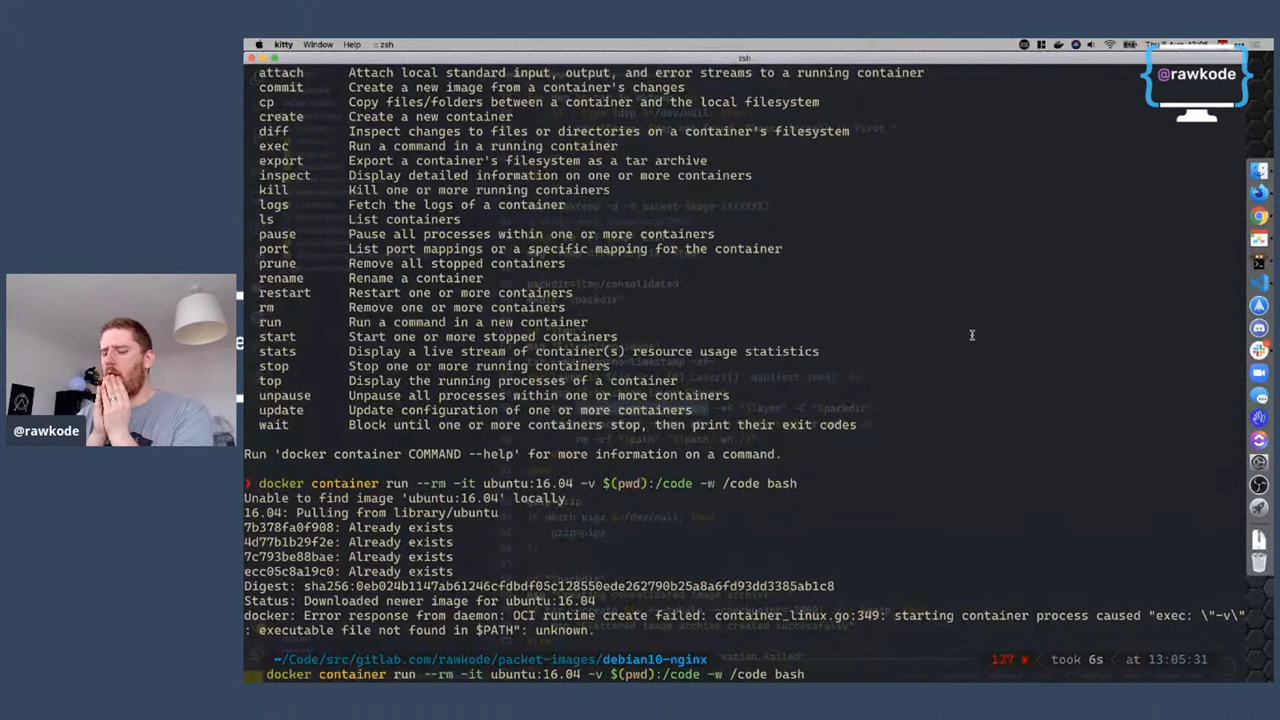 kitty Window Help :: zsh
zsh
@rawkode
attach Attach local standard input, output, and error streams to a running container
commit Create a new image from a container's changes
cp Copy files/folders between a container and the local filesystem
create Create a new container
diff Inspect changes to files or directories on a container's filesystem
exec Run a command in a running container
export Export a container's filesystem as a tar archive
inspect Display detailed information on one or more containers
kill Kill one or more running containers
logs Fetch the logs of a container
ls List containers
pause Pause all processes within one or more containers
port List port mappings or a specific mapping for the container
prune Remove all stopped containers
rename Rename a container
restart Restart one or more containers
rm Remove one or more containers
run Run a command in a new container
start Start one or more stopped containers
stats Display a live stream of container(s) resource usage statistics
stop Stop one or more running containers
top Display the running processes of a container
unpause Unpause all processes within one or more containers
update Update configuration of one or more containers
wait Block until one or more containers stop, then print their exit codes
@rawkode
Run 'docker container COMMAND --help' for more information on a command.
❯ docker container run --rm -it ubuntu:16.04 -v $(pwd):/code -w /code bash
Unable to find image 'ubuntu:16.04' locally
16.04: Pulling from library/ubuntu
7b378fa0f908: Already exists
4d77b1b29f2e: Already exists
7c793be88bae: Already exists
ecc05c8a19c0: Already exists
Digest: sha256:0eb024b1147ab61246cfdbdf05c128550ede262790b25a8a6fd93dd3385ab1c8
Status: Downloaded newer image for ubuntu:16.04
docker: Error response from daemon: OCI runtime create failed: container_linux.go:349: starting container process caused "exec: \"-v\"
: executable file not found in $PATH": unknown.
~/Code/src/gitlab.com/rawkode/packet-images/debian10-nginx 127 ✘ took 6s at 13:05:31
docker container run --rm -it ubuntu:16.04 -v $(pwd):/code -w /code bash